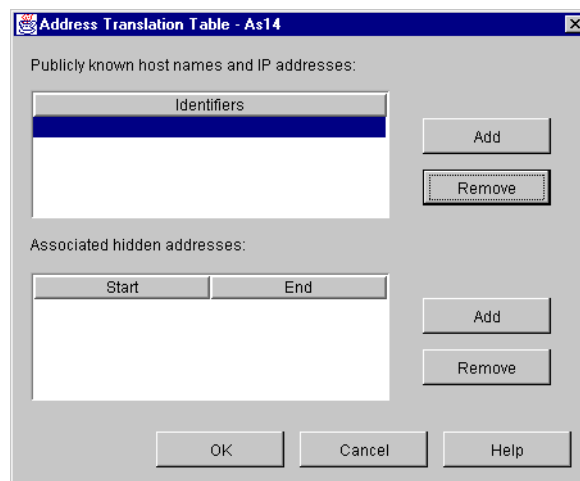 Address Translation Table - As14
Publicly known host names and IP addresses:
Identifiers
Add
Remove
Associated hidden addresses:
Start End
Add
Remove
OK Cancel Help